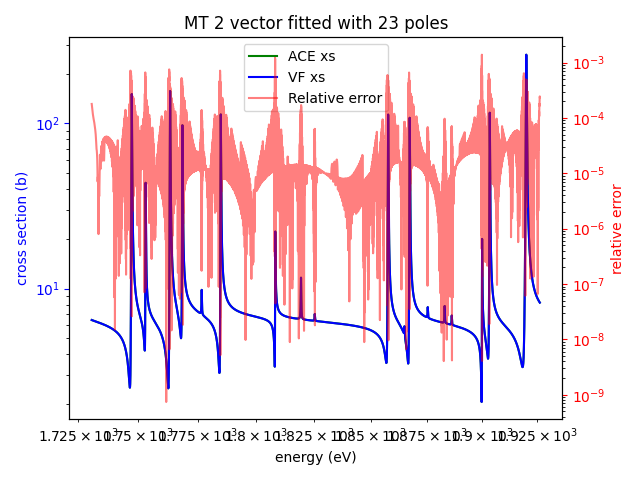 MT 2 vector fitted with 23 poles
ACE xs
VF xs
Relative error
cross section (b)
10²
10¹
relative error
10⁻³
10⁻⁴
10⁻⁵
10⁻⁶
10⁻⁷
10⁻⁸
10⁻⁹
1.725 × 10³ 1.75 × 10³ 1.775 × 10³ 1.8 × 10³ 1.825 × 10³ 1.85 × 10³ 1.875 × 10³ 1.9 × 10³ 1.925 × 10³
energy (eV)